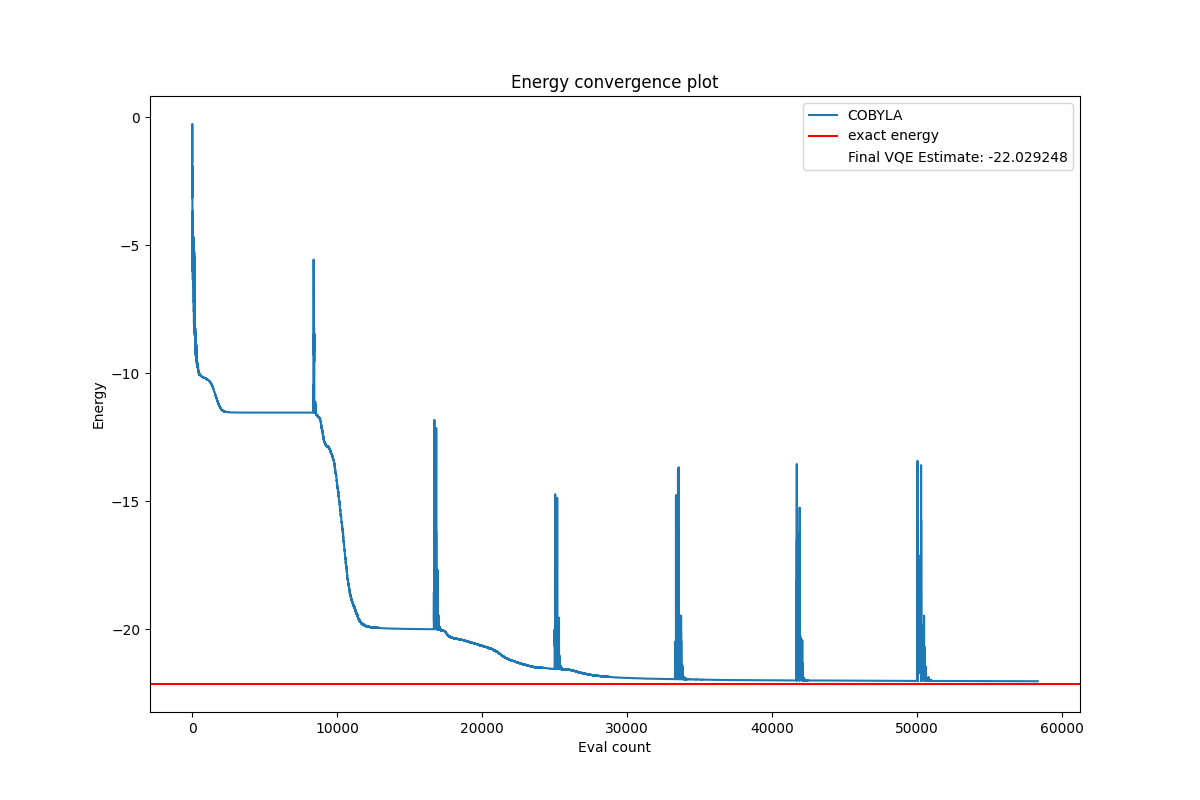 Energy convergence plot
COBYLA
exact energy
Final VQE Estimate: -22.029248
0
−5
−10
−15
−20
Energy
0
10000
20000
30000
40000
50000
60000
Eval count